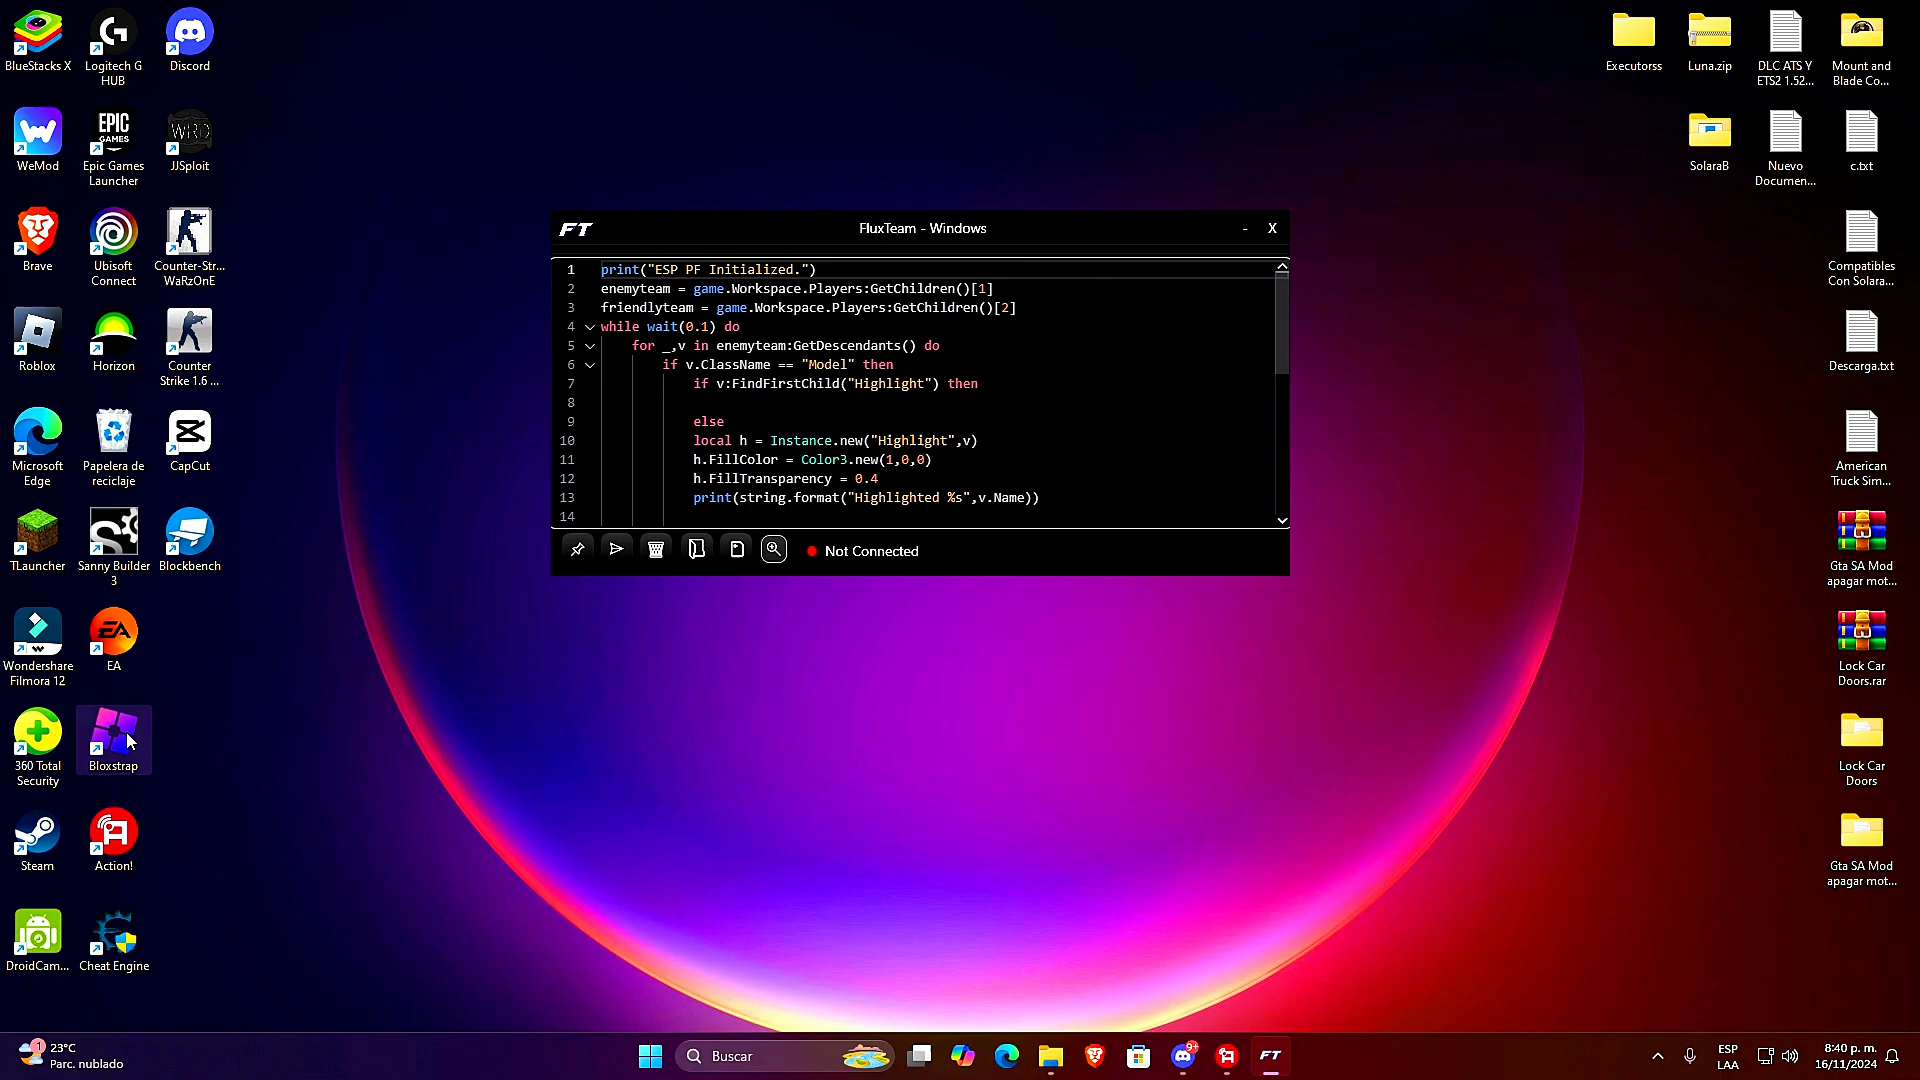 BlueStacks X
Logitech G
HUB
Discord
WeMod
EPIC
GAMES
Epic Games
Launcher
WRD
JJSploit
Brave
Ubisoft
Connect
Counter-Str...
WaRzOnE
Roblox
Horizon
Counter
Strike 1.6 ...
Microsoft
Edge
Papelera de
reciclaje
CapCut
TLauncher
Sanny Builder
3
Blockbench
Wondershare
Filmora 12
EA
EA
360 Total
Security
Bloxstrap
Steam
Action!
DroidCam...
Cheat Engine
FT
FluxTeam - Windows
- X
1 print("ESP PF Initialized.")
2 enemyteam = game.Workspace.Players:GetChildren()[1]
3 friendlyteam = game.Workspace.Players:GetChildren()[2]
4 while wait(0.1) do
5 for _,v in enemyteam:GetDescendants() do
6 if v.ClassName == "Model" then
7 if v:FindFirstChild("Highlight") then
8
9 else
10 local h = Instance.new("Highlight",v)
11 h.FillColor = Color3.new(1,0,0)
12 h.FillTransparency = 0.4
13 print(string.format("Highlighted %s",v.Name))
14
Not Connected
Executorss
Luna.zip
DLC ATS Y
ETS2 1.52...
Mount and
Blade Co...
SolaraB
Nuevo
Documen...
c.txt
Compatibles
Con Solara...
Descarga.txt
American
Truck Sim...
Gta SA Mod
apagar mot...
Lock Car
Doors.rar
Lock Car
Doors
Gta SA Mod
apagar mot...
1
23°C
Parc. nublado
Buscar
9+
FT
ESP
LAA
8:40 p. m.
16/11/2024